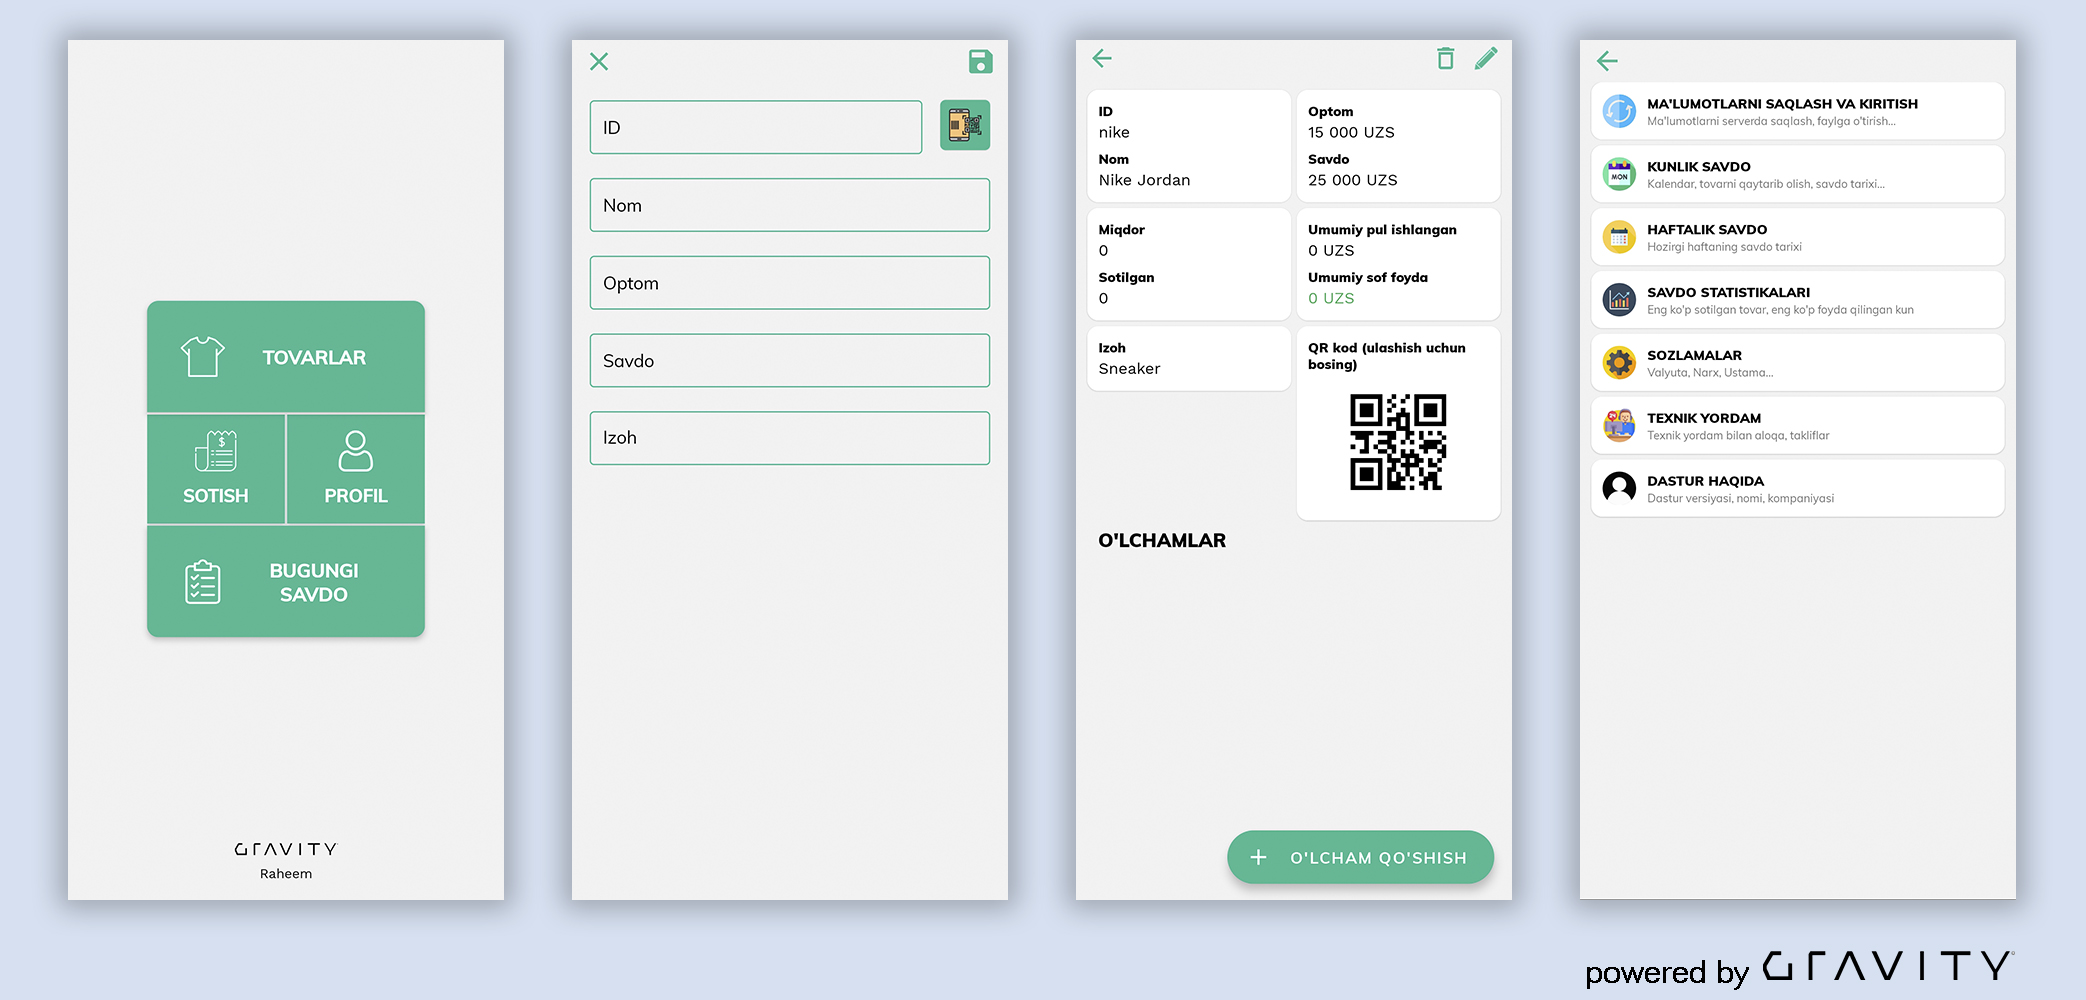 TOVARLAR
$
SOTISH
PROFIL
BUGUNGI
SAVDO
GRAVITY
Raheem
ID
Nom
Optom
Savdo
Izoh
ID
nike
Nom
Nike Jordan
Optom
15 000 UZS
Savdo
25 000 UZS
Miqdor
0
Sotilgan
0
Umumiy pul ishlangan
0 UZS
Umumiy sof foyda
0 UZS
Izoh
Sneaker
QR kod (ulashish uchun
bosing)
O'LCHAMLAR
+ O'LCHAM QO'SHISH
MA'LUMOTLARNI SAQLASH VA KIRITISH
Ma'lumotlarni serverda saqlash, faylga o'tirish...
MON
KUNLIK SAVDO
Kalendar, tovarni qaytarib olish, savdo tarixi...
HAFTALIK SAVDO
Hozirgi haftaning savdo tarixi
SAVDO STATISTIKALARI
Eng ko'p sotilgan tovar, eng ko'p foyda qilingan kun
SOZLAMALAR
Valyuta, Narx, Ustama...
TEXNIK YORDAM
Texnik yordam bilan aloqa, takliflar
DASTUR HAQIDA
Dastur versiyasi, nomi, kompaniyasi
powered by GRAVITY